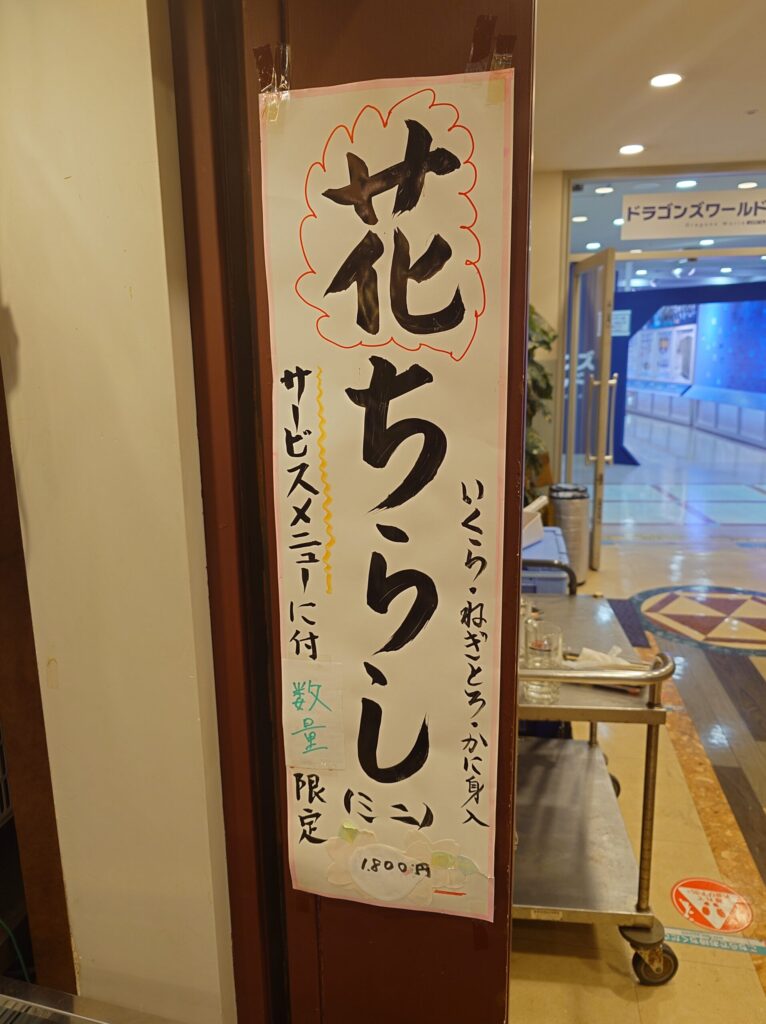 いくら・ねぎとろ・かに身入
花ちらし
(ミニ)
サービスメニューに付
数量
限定
1.800円
ドラゴンズワールド
Dragons World